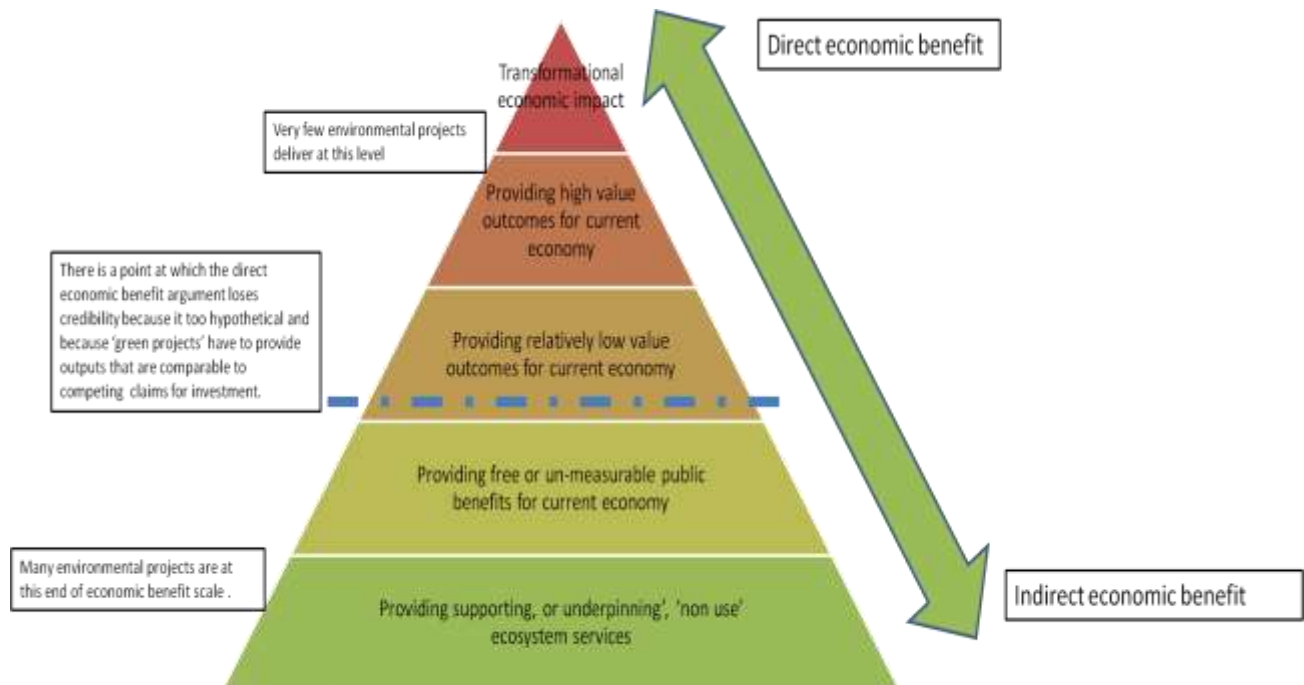 Direct economic benefit
Transformational
economic impact
Very few environmental projects
deliver at this level
Providing high value
outcomes for current
economy
There is a point at which the direct
economic benefit argument loses
credibility because it too hypothetical and
because ‘green projects’ have to provide
outputs that are comparable to
competing claims for investment.
Providing relatively low value
outcomes for current economy
Providing free or un-measurable public
benefits for current economy
Many environmental projects are at
this end of economic benefit scale .
Providing supporting, or underpinning’, ‘non use’
ecosystem services
Indirect economic benefit